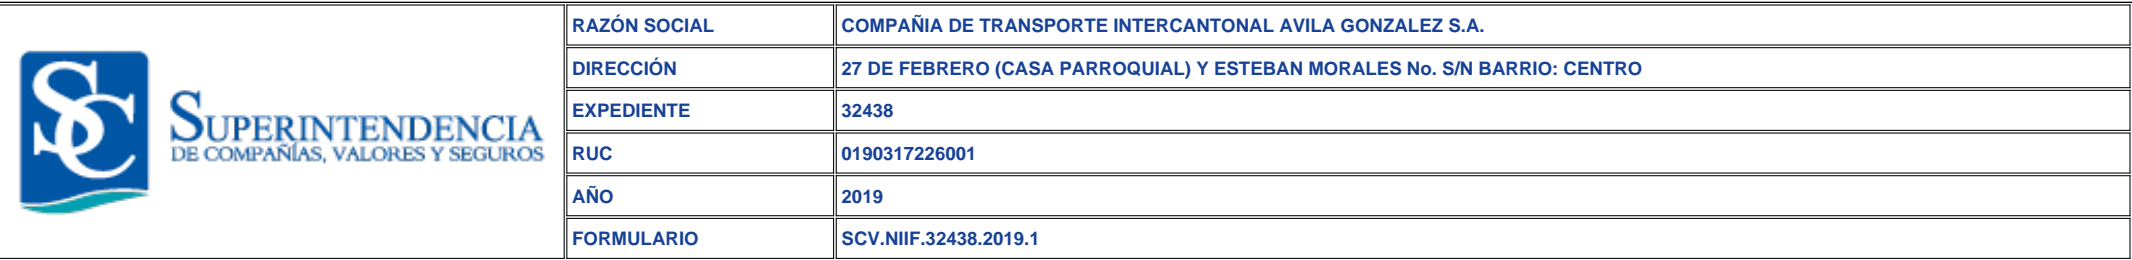 SC
SUPERINTENDENCIA
DE COMPAÑÍAS, VALORES Y SEGUROS
RAZÓN SOCIAL COMPAÑIA DE TRANSPORTE INTERCANTONAL AVILA GONZALEZ S.A.
DIRECCIÓN 27 DE FEBRERO (CASA PARROQUIAL) Y ESTEBAN MORALES No. S/N BARRIO: CENTRO
EXPEDIENTE 32438
RUC 0190317226001
AÑO 2019
FORMULARIO SCV.NIIF.32438.2019.1